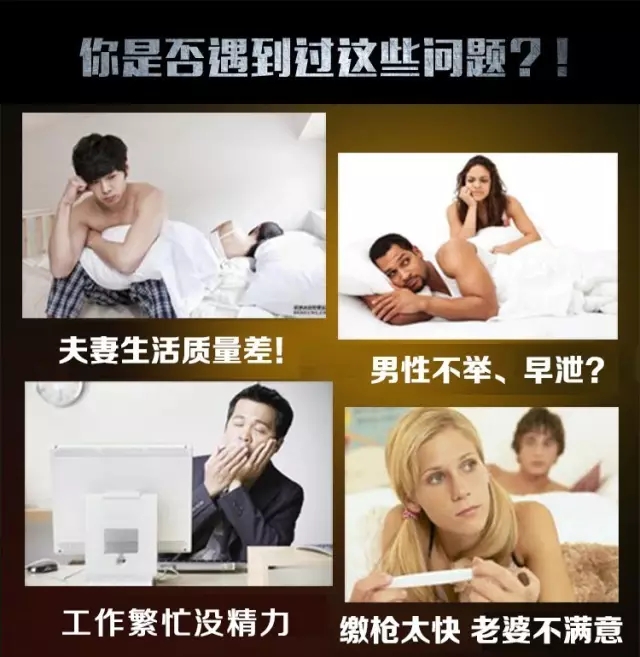 你是否遇到过这些问题?!
夫妻生活质量差!
男性不举、早泄?
工作繁忙没精力
缴枪太快 老婆不满意